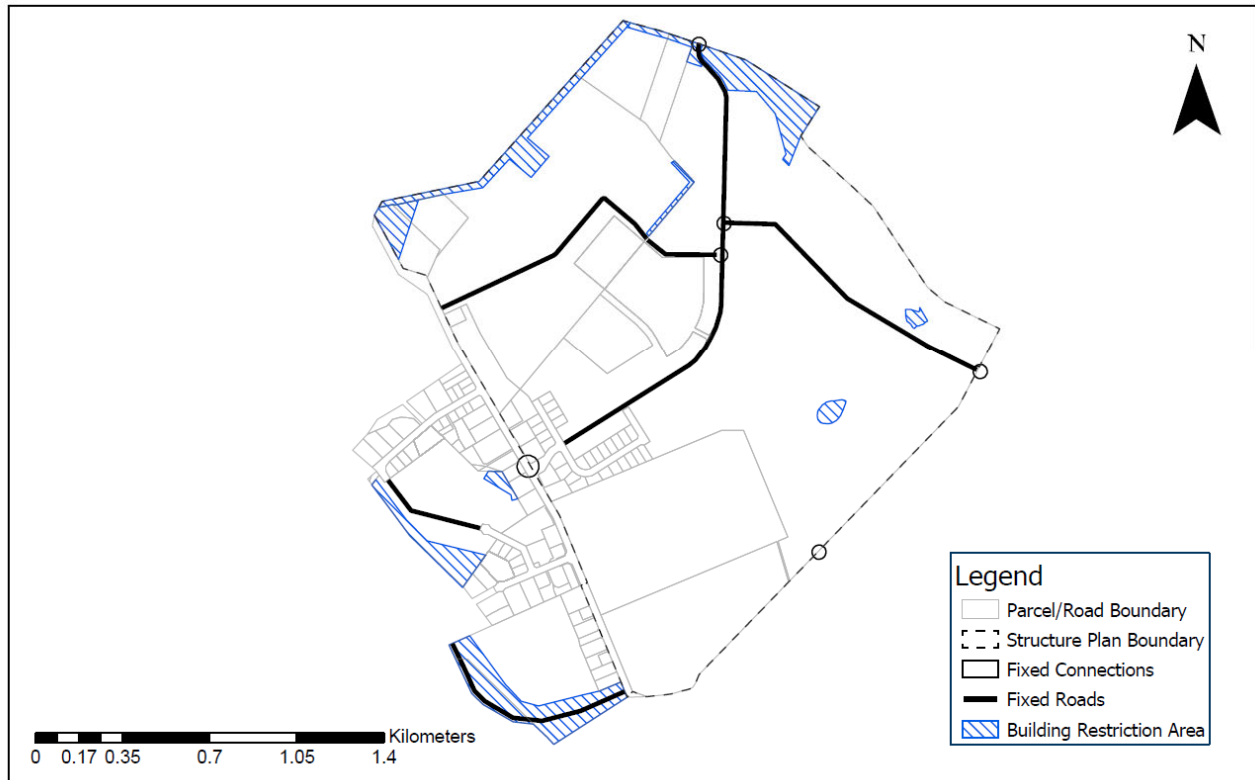 N
Legend
Parcel/Road Boundary
Structure Plan Boundary
Fixed Connections
Fixed Roads
Building Restriction Area
Kilometers
0 0.17 0.35 0.7 1.05 1.4